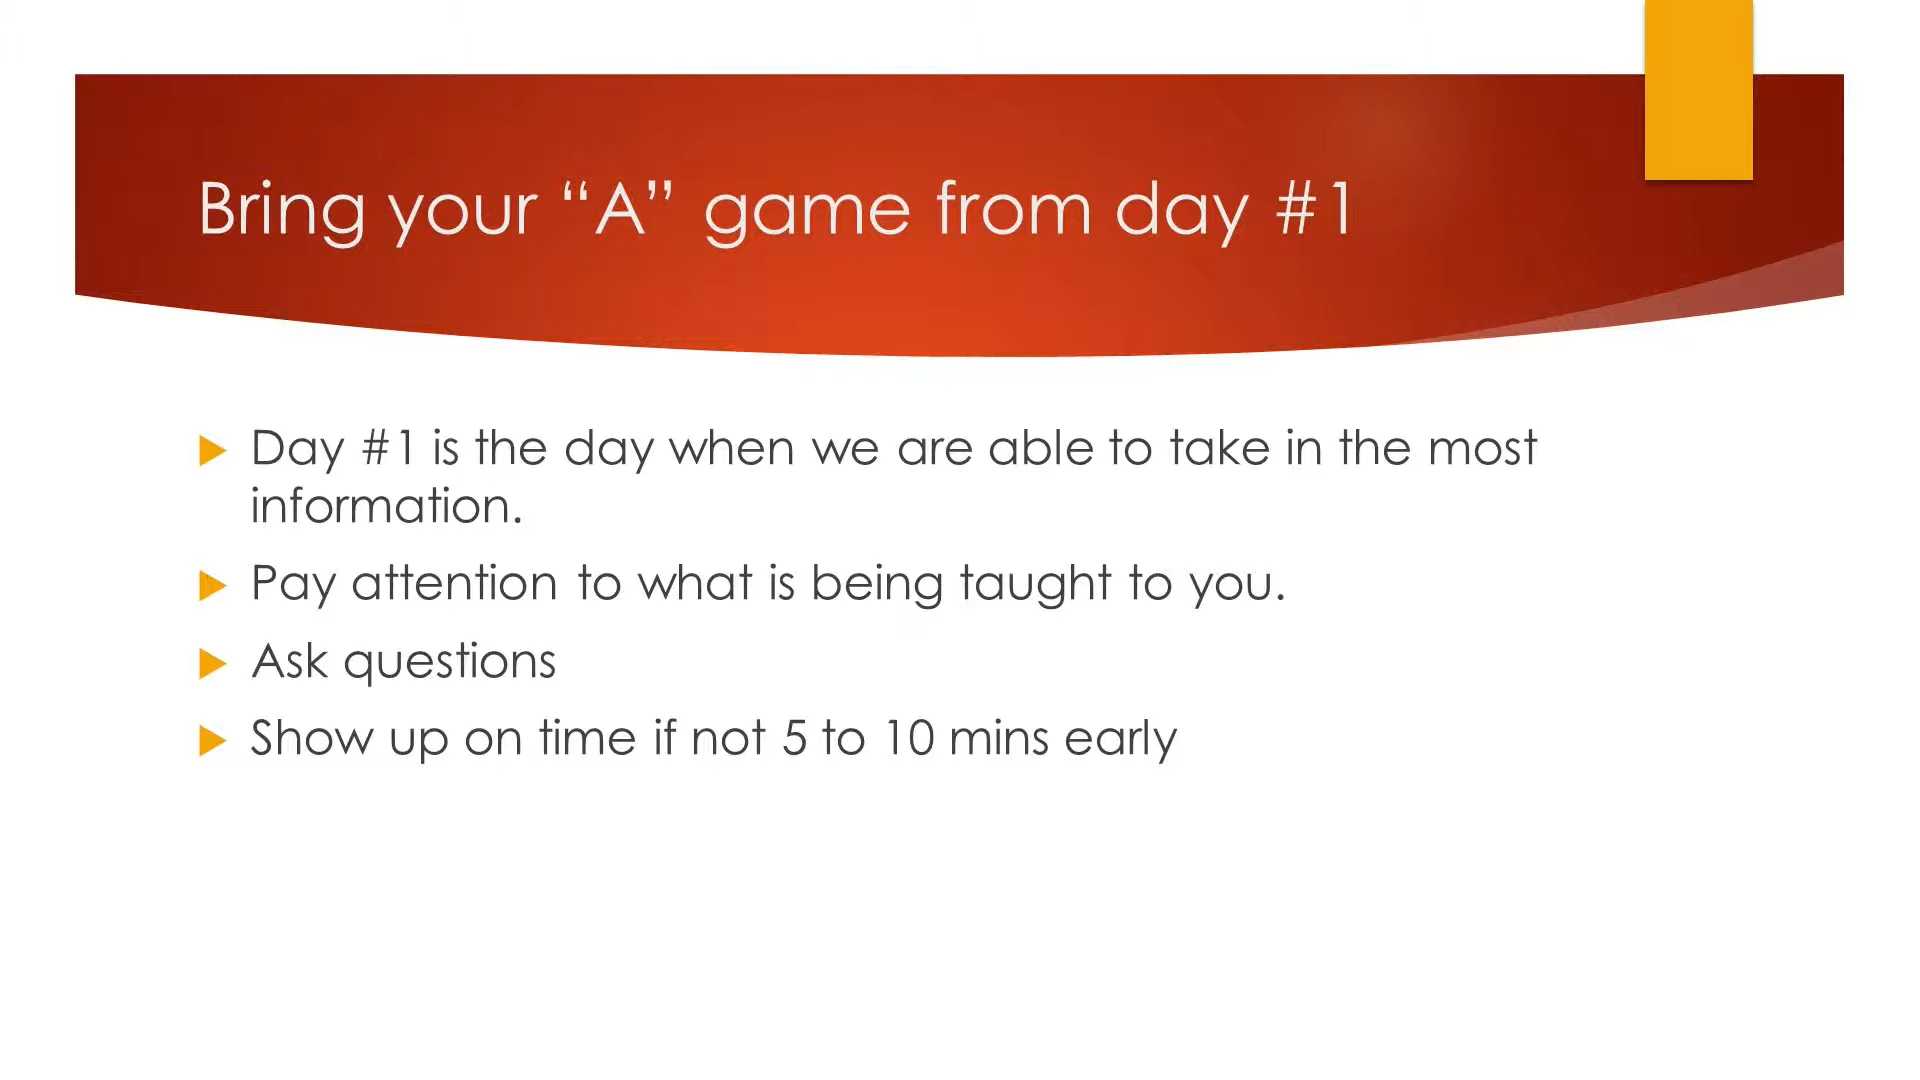 Bring your “A” game from day #1
Day #1 is the day when we are able to take in the most
information.
Pay attention to what is being taught to you.
Ask questions
Show up on time if not 5 to 10 mins early